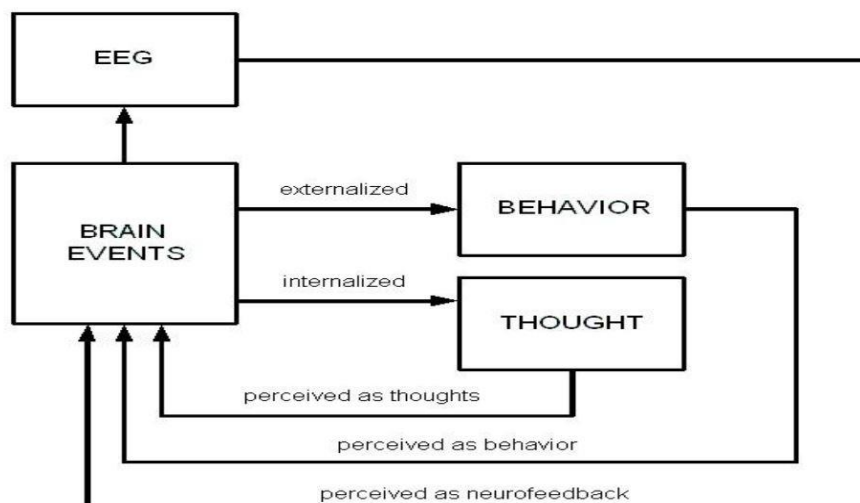 EEG
externalized
BEHAVIOR
BRAIN
EVENTS
internalized
THOUGHT
perceived as thoughts
perceived as behavior
perceived as neurofeedback